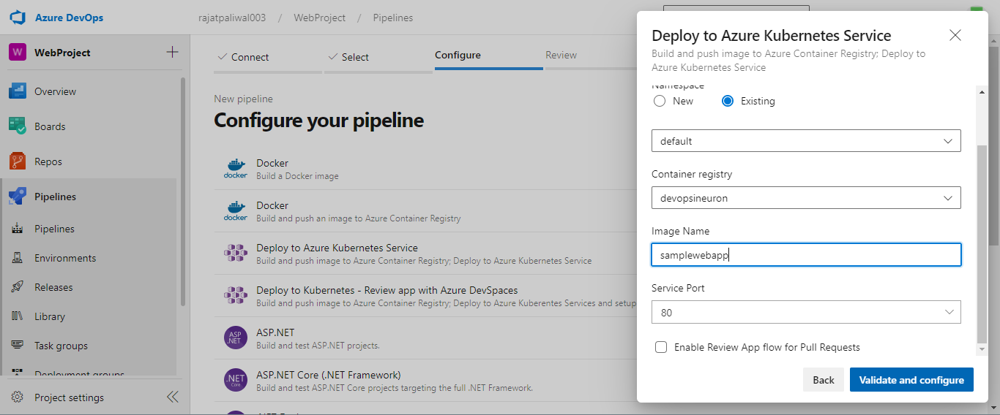 Azure DevOps
rajatpaliwal003 / WebProject / Pipelines
W WebProject
Overview
Boards
Repos
Pipelines
Pipelines
Environments
Releases
Library
Task groups
Deployment groups
Project settings
Connect
Select
Configure
Review
New pipeline
Configure your pipeline
docker
Docker
Build a Docker image
docker
Docker
Build and push an image to Azure Container Registry
Deploy to Azure Kubernetes Service
Build and push image to Azure Container Registry; Deploy to Azure Kubernetes Service
Deploy to Kubernetes - Review app with Azure DevSpaces
Build and push image to Azure Container Registry; Deploy to Azure Kuberentes Services and setup
ASP
.NET
ASP.NET
Build and test ASP.NET projects.
.NET
Core
ASP.NET Core (.NET Framework)
Build and test ASP.NET Core projects targeting the full .NET Framework.
Deploy to Azure Kubernetes Service
Build and push image to Azure Container Registry; Deploy to
Azure Kubernetes Service
Namespace
New
Existing
default
Container registry
devopsineuron
Image Name
samplewebapp
Service Port
80
Enable Review App flow for Pull Requests
Back
Validate and configure